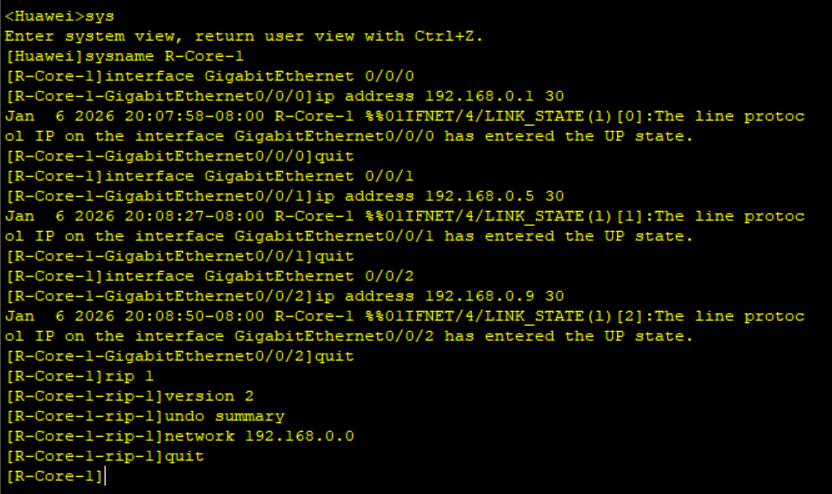 <Huawei>sys
Enter system view, return user view with Ctrl+Z.
[Huawei]sysname R-Core-1
[R-Core-1]interface GigabitEthernet 0/0/0
[R-Core-1-GigabitEthernet0/0/0]ip address 192.168.0.1 30
Jan  6 2026 20:07:58-08:00 R-Core-1 %%01IFNET/4/LINK_STATE(l)[0]:The line protoc
ol IP on the interface GigabitEthernet0/0/0 has entered the UP state.
[R-Core-1-GigabitEthernet0/0/0]quit
[R-Core-1]interface GigabitEthernet 0/0/1
[R-Core-1-GigabitEthernet0/0/1]ip address 192.168.0.5 30
Jan  6 2026 20:08:27-08:00 R-Core-1 %%01IFNET/4/LINK_STATE(l)[1]:The line protoc
ol IP on the interface GigabitEthernet0/0/1 has entered the UP state.
[R-Core-1-GigabitEthernet0/0/1]quit
[R-Core-1]interface GigabitEthernet 0/0/2
[R-Core-1-GigabitEthernet0/0/2]ip address 192.168.0.9 30
Jan  6 2026 20:08:50-08:00 R-Core-1 %%01IFNET/4/LINK_STATE(l)[2]:The line protoc
ol IP on the interface GigabitEthernet0/0/2 has entered the UP state.
[R-Core-1-GigabitEthernet0/0/2]quit
[R-Core-1]rip 1
[R-Core-1-rip-1]version 2
[R-Core-1-rip-1]undo summary
[R-Core-1-rip-1]network 192.168.0.0
[R-Core-1-rip-1]quit
[R-Core-1]